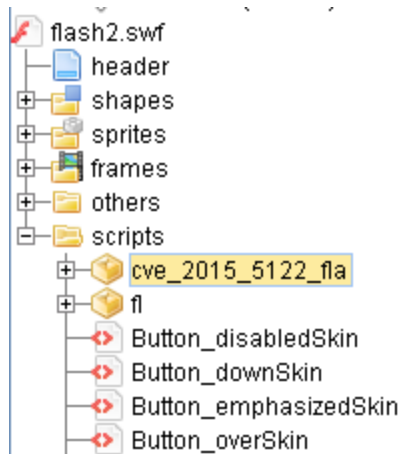 flash2.swf
header
shapes
sprites
frames
others
scripts
cve_2015_5122_fla
fl
Button_disabledSkin
Button_downSkin
Button_emphasizedSkin
Button_overSkin